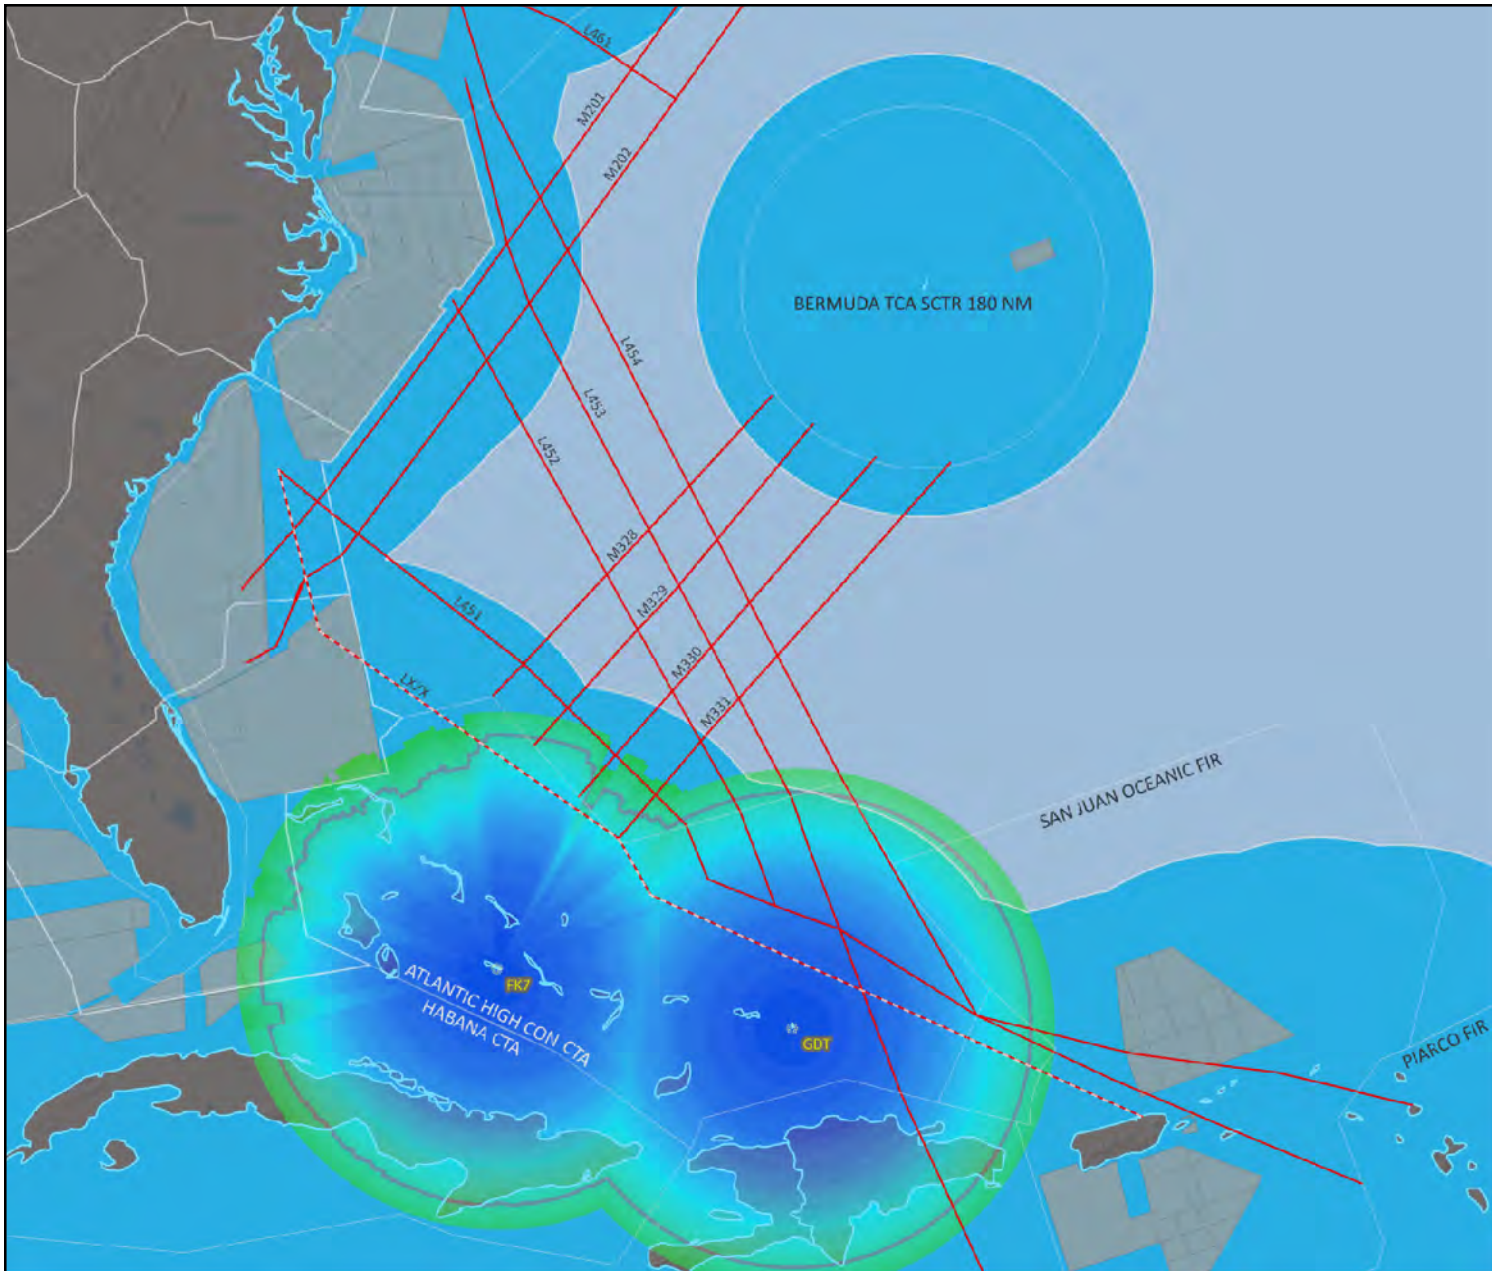 L461
M201
M202
BERMUDA TCA SCTR 180 NM
L454
L453
L452
M328
M329
L451
M330
LX2X
M331
SAN JUAN OCEANIC FIR
ATLANTIC HIGH CON CTA
HABANA CTA
FK7
GDT
PIARCO FIR